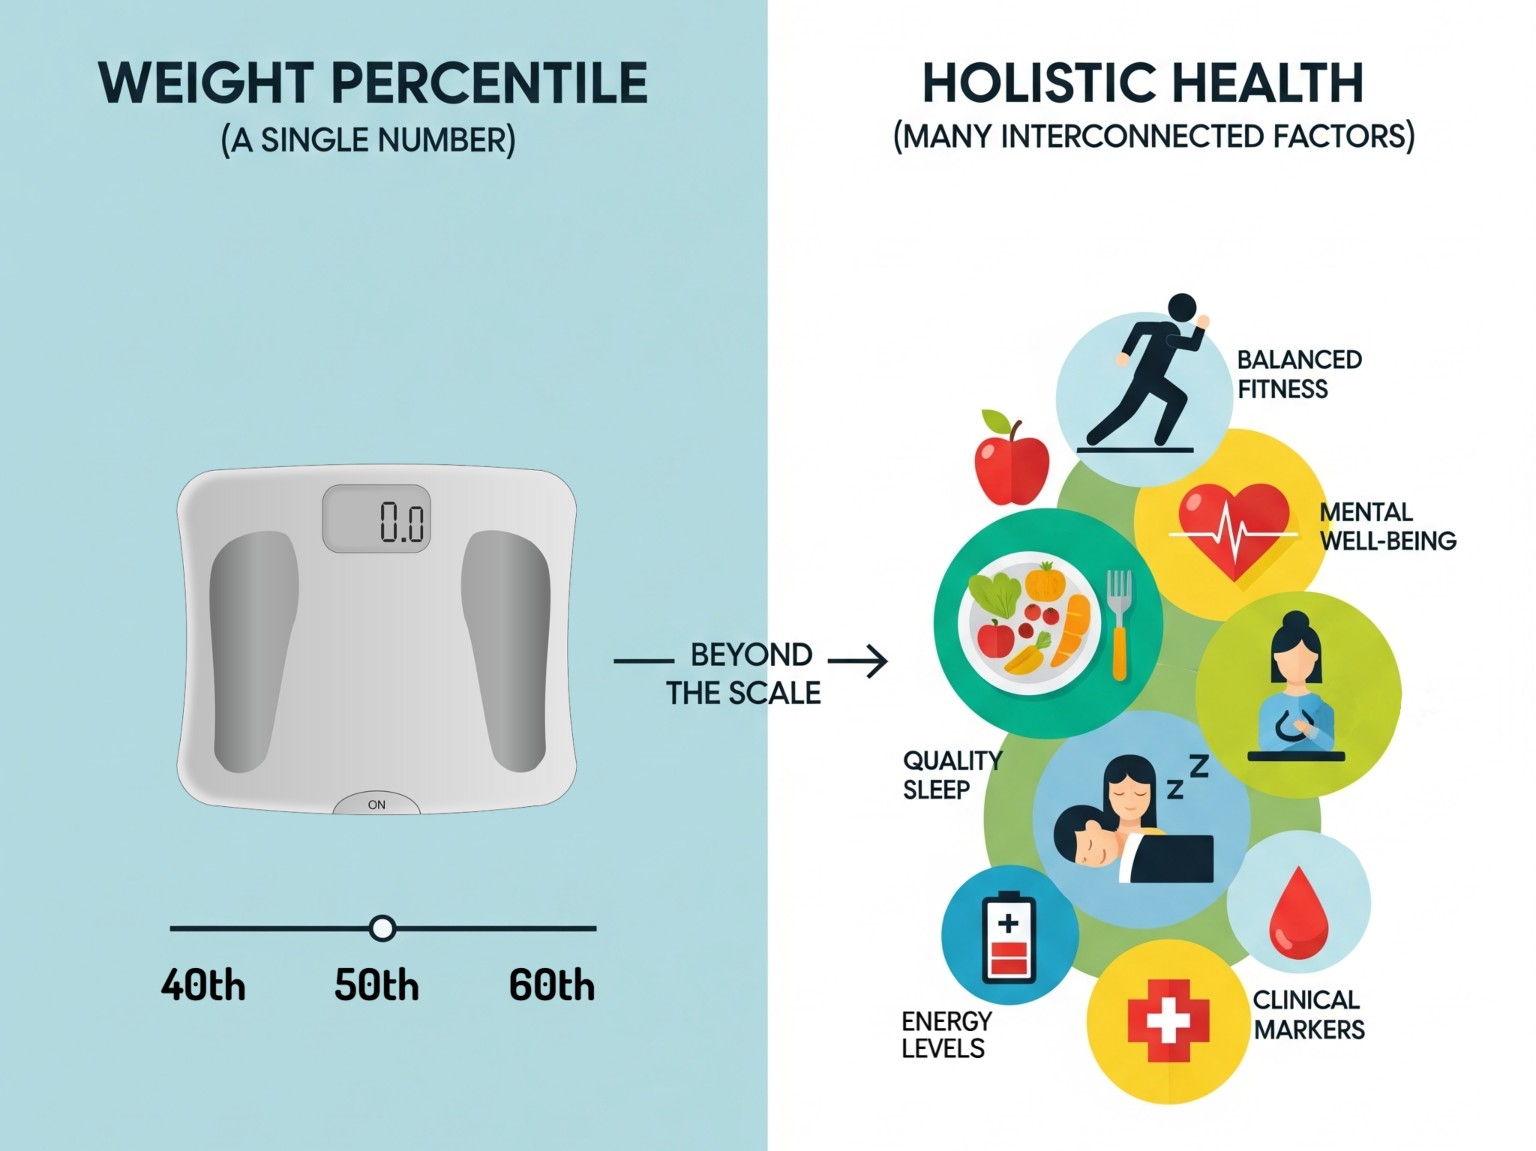 WEIGHT PERCENTILE
(A SINGLE NUMBER)
0.0
ON
40th 50th 60th
BEYOND
THE SCALE
HOLISTIC HEALTH
(MANY INTERCONNECTED FACTORS)
BALANCED
FITNESS
MENTAL
WELL-BEING
QUALITY
SLEEP
Z
Z
ENERGY
LEVELS
CLINICAL
MARKERS